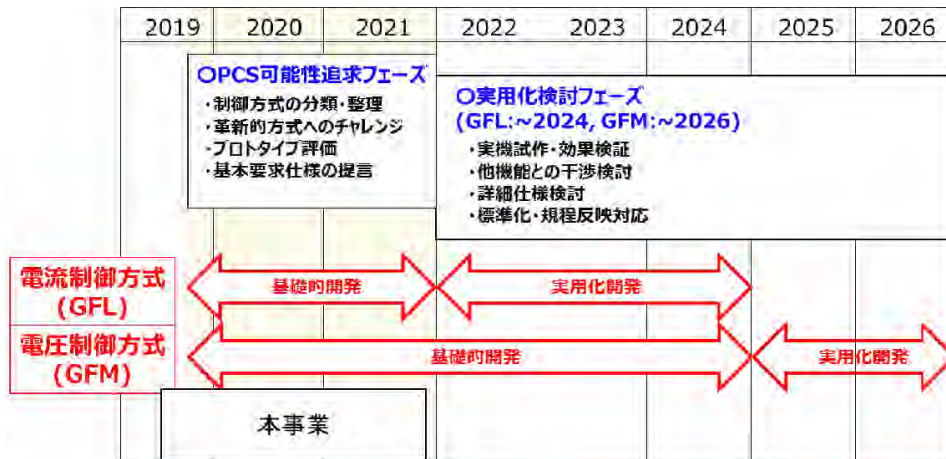 2019 2020 2021 2022 2023 2024 2025 2026
〇PCS可能性追求フェーズ
・制御方式の分類・整理
・革新的方式へのチャレンジ
・プロトタイプ評価
・基本要求仕様の提言
〇実用化検討フェーズ
(GFL:~2024, GFM:~2026)
・実機試作・効果検証
・他機能との干渉検討
・詳細仕様検討
・標準化・規程反映対応
電流制御方式
(GFL)
基礎的開発 実用化開発
電圧制御方式
(GFM)
基礎的開発 実用化開発
本事業